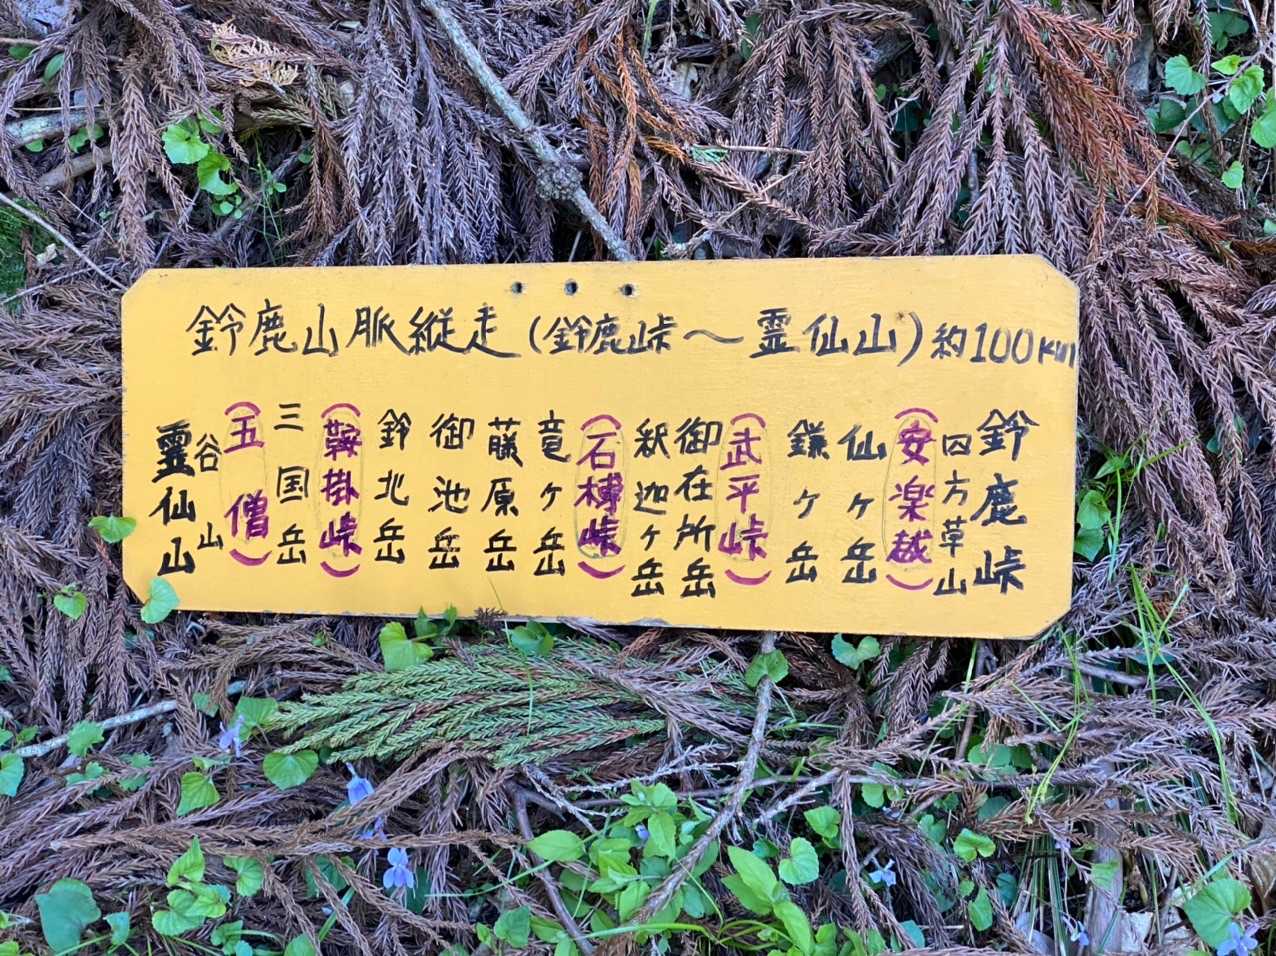 鈴鹿山脈縦走(鈴鹿峠～霊仙山)約100km
鈴鹿峠
四方草山
(安楽越)
仙ヶ岳
鎌ヶ岳
(武平峠)
御在所岳
釈迦ヶ岳
(石榑峠)
竜ヶ岳
藤原岳
御池岳
鈴北岳
(鞍掛峠)
三国岳
(五僧)
谷山
霊仙山